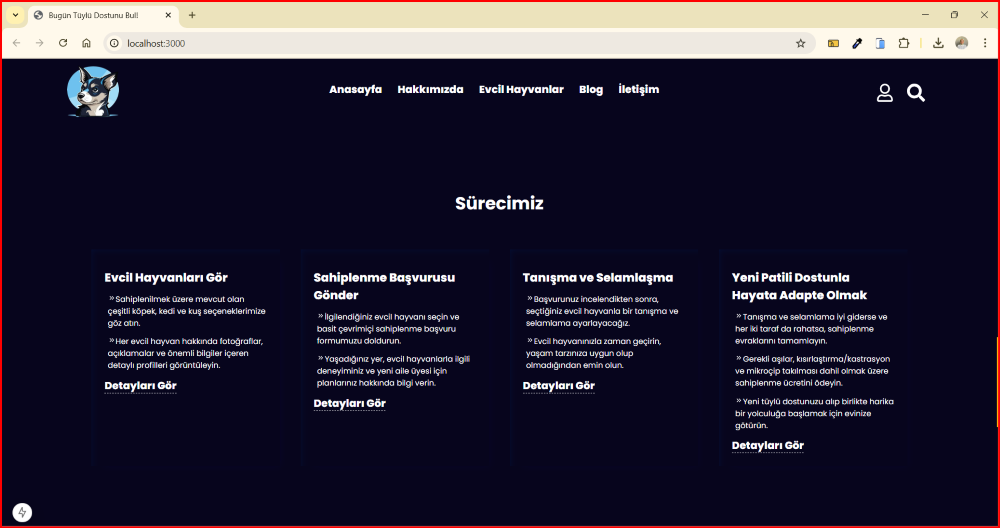 Bugün Tüylü Dostunu Bul!
localhost:3000
Anasayfa Hakkımızda Evcil Hayvanlar Blog İletişim
Sürecimiz
Evcil Hayvanları Gör
» Sahiplenilmek üzere mevcut olan
çeşitli köpek, kedi ve kuş seçeneklerimize
göz atın.
» Her evcil hayvan hakkında fotoğraflar,
açıklamalar ve önemli bilgiler içeren
detaylı profilleri görüntüleyin.
Detayları Gör
Sahiplenme Başvurusu
Gönder
» İlgilendiğiniz evcil hayvanı seçin ve
basit çevrimiçi sahiplenme başvuru
formumuzu doldurun.
» Yaşadığınız yer, evcil hayvanlarla ilgili
deneyiminiz ve yeni aile üyesi için
planlarınız hakkında bilgi verin.
Detayları Gör
Tanışma ve Selamlaşma
» Başvurunuz incelendikten sonra,
seçtiğiniz evcil hayvanla bir tanışma ve
selamlama ayarlayacağız.
» Evcil hayvanınızla zaman geçirin,
yaşam tarzınıza uygun olup
olmadığından emin olun.
Detayları Gör
Yeni Patili Dostunla
Hayata Adapte Olmak
» Tanışma ve selamlama iyi giderse ve
her iki taraf da rahatsa, sahiplenme
evraklarını tamamlayın.
» Gerekli aşılar, kısırlaştırma/kastrasyon
ve mikroçip takılması dahil olmak üzere
sahiplenme ücretini ödeyin.
» Yeni tüylü dostunuzu alıp birlikte harika
bir yolculuğa başlamak için evinize
götürün.
Detayları Gör